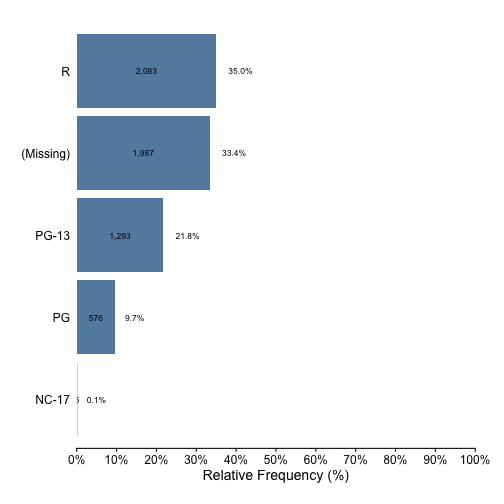 R 2,083 35.0%
(Missing) 1,987 33.4%
PG-13 1,293 21.8%
PG 576 9.7%
NC-17 5 0.1%
0% 10% 20% 30% 40% 50% 60% 70% 80% 90% 100%
Relative Frequency (%)